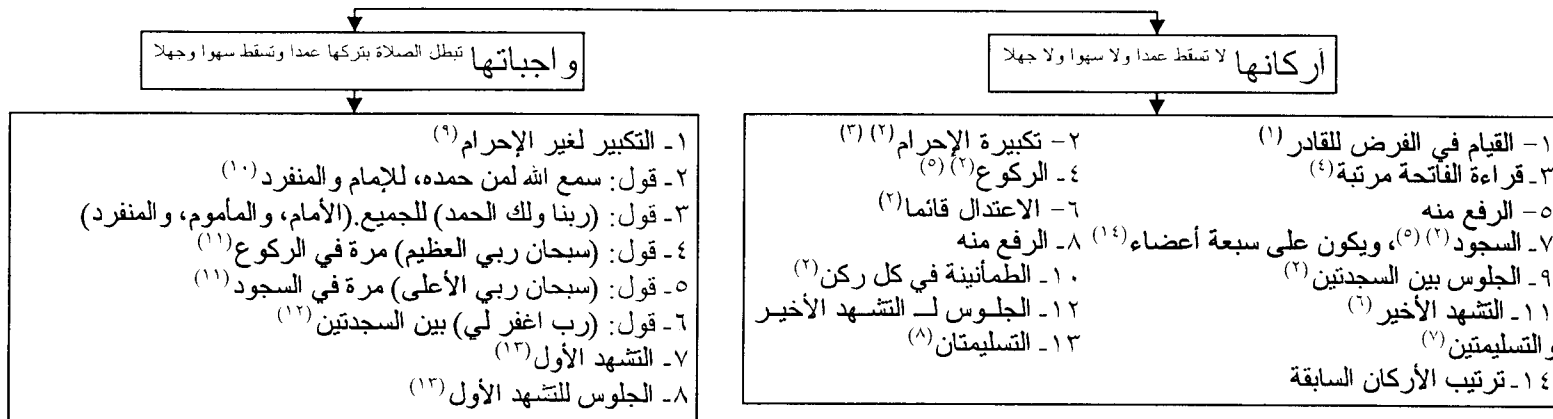 أركانها لا تسقط عمدا ولا سهوا ولا جهلا
١- القيام في الفرض للقادر (١) ٢- تكبيرة الإحرام (٢) (٣)
٣- قراءة الفاتحة مرتبة (٤) ٤- الركوع (٢) (٥)
٥- الرفع منه ٦- الاعتدال قائما (٢)
٧- السجود (٢) (٥)، ويكون على سبعة أعضاء (١٤) ٨- الرفع منه
٩- الجلوس بين السجدتين (٢) ١٠- الطمأنينة في كل ركن (٢)
١١- التشهد الأخير (٦) ١٢- الجلوس لـ التشهد الأخير
والتسليمتين (٧) ١٣- التسليمتان (٨)
١٤- ترتيب الأركان السابقة
واجباتها تبطل الصلاة بتركها عمدا وتسقط سهوا وجهلا
١- التكبير لغير الإحرام (٩)
٢- قول: سمع الله لمن حمده، للإمام والمنفرد (١٠)
٣- قول: (ربنا ولك الحمد) للجميع.(الأمام، والمأموم، والمنفرد)
٤- قول: (سبحان ربي العظيم) مرة في الركوع (١١)
٥- قول: (سبحان ربي الأعلى) مرة في السجود (١١)
٦- قول: (رب اغفر لي) بين السجدتين (١٢)
٧- التشهد الأول (١٣)
٨- الجلوس للتشهد الأول (١٣)